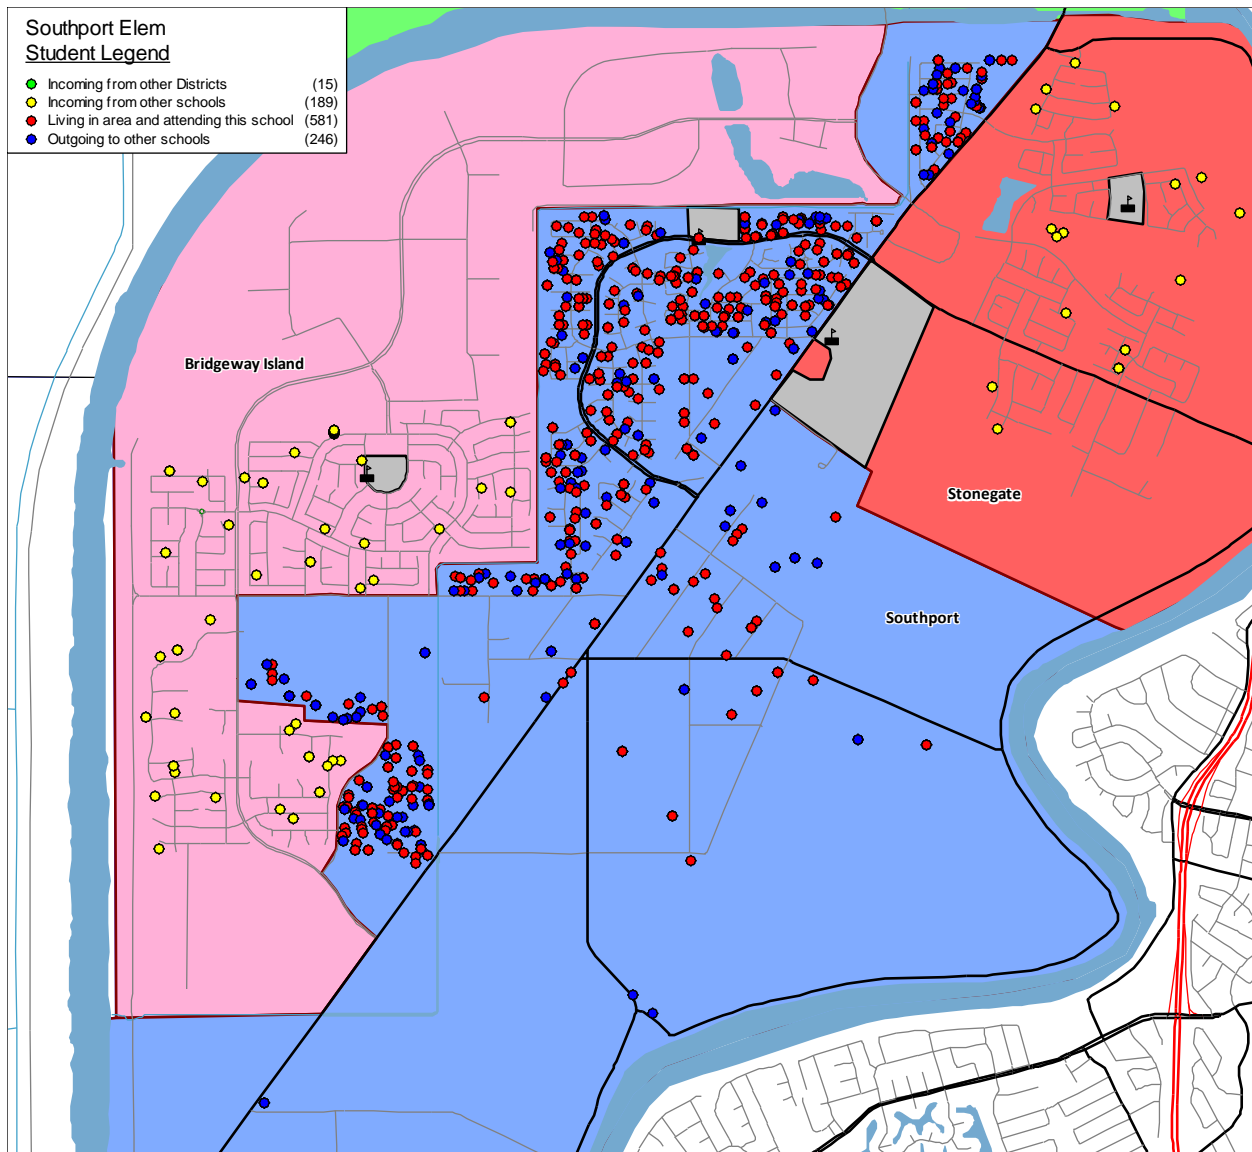 Southport Elem
Student Legend
Incoming from other Districts (15)
Incoming from other schools (189)
Living in area and attending this school (581)
Outgoing to other schools (246)
Bridgeway Island
Stonegate
Southport